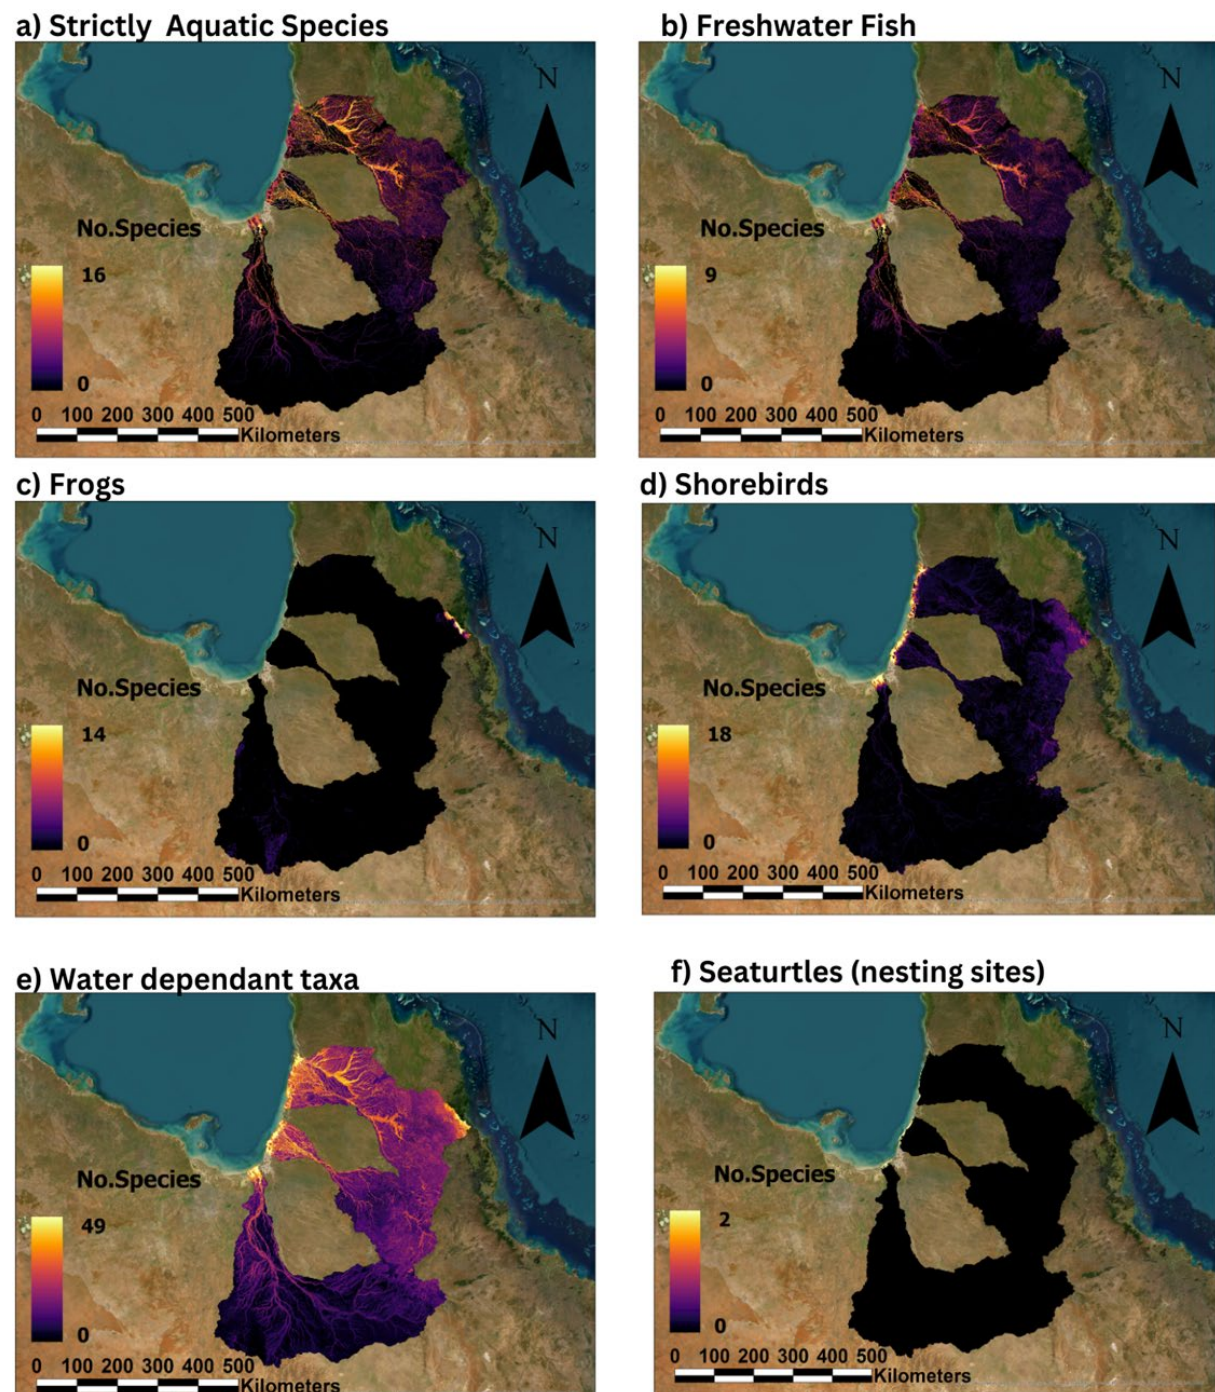 a) Strictly Aquatic Species
b) Freshwater Fish
N
N
No.Species
No.Species
16
9
0
0
0 100 200 300 400 500
0 100 200 300 400 500
Kilometers
Kilometers
c) Frogs
d) Shorebirds
N
N
No.Species
No.Species
14
18
0
0
0 100 200 300 400 500
0 100 200 300 400 500
Kilometers
Kilometers
e) Water dependant taxa
f) Seaturtles (nesting sites)
N
N
No.Species
No.Species
49
2
0
0
0 100 200 300 400 500
0 100 200 300 400 500
Kilometers
Kilometers